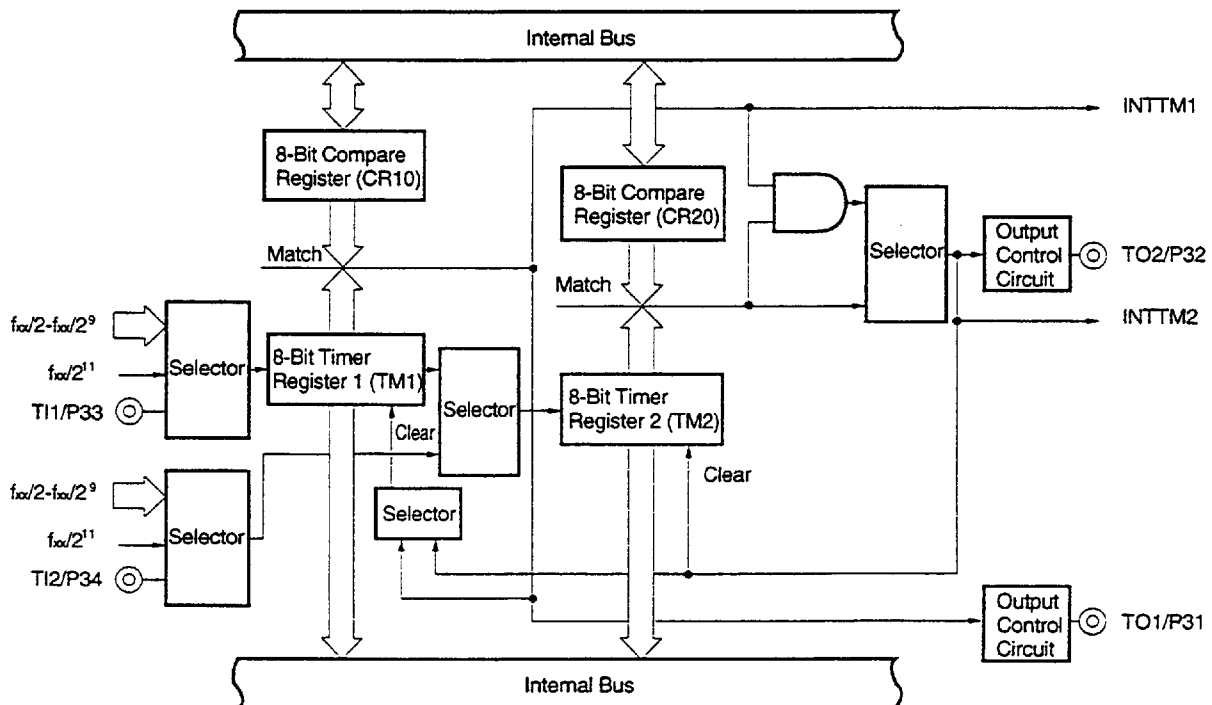 Internal Bus
INTTM1
8-Bit Compare
Register (CR10)
8-Bit Compare
Register (CR20)
Selector
Output
Control
Circuit
TO2/P32
Match
Match
INTTM2
fxx/2-fxx/2⁹
fxx/2¹¹
TI1/P33
Selector
8-Bit Timer
Register 1 (TM1)
Selector
8-Bit Timer
Register 2 (TM2)
Clear
Clear
fxx/2-fxx/2⁹
fxx/2¹¹
TI2/P34
Selector
Selector
Output
Control
Circuit
TO1/P31
Internal Bus